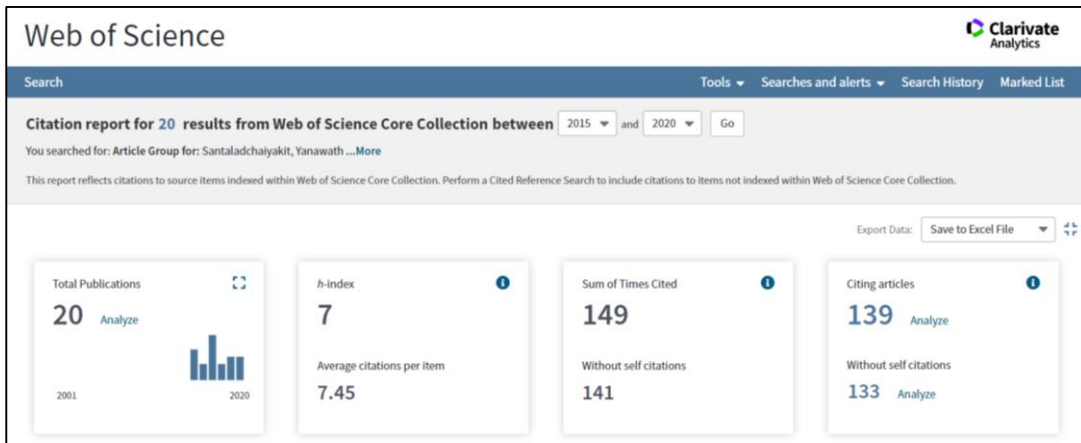 Web of Science
Clarivate
Analytics
Search
Tools
Searches and alerts
Search History
Marked List
Citation report for 20 results from Web of Science Core Collection between 2015 and 2020 Go
You searched for: Article Group for: Santaladchaiyakit, Yanawath ...More
This report reflects citations to source items indexed within Web of Science Core Collection. Perform a Cited Reference Search to include citations to items not indexed within Web of Science Core Collection.
Export Data: Save to Excel File
Total Publications
20 Analyze
2001 2020
h-index
7
Average citations per item
7.45
Sum of Times Cited
149
Without self citations
141
Citing articles
139 Analyze
Without self citations
133 Analyze